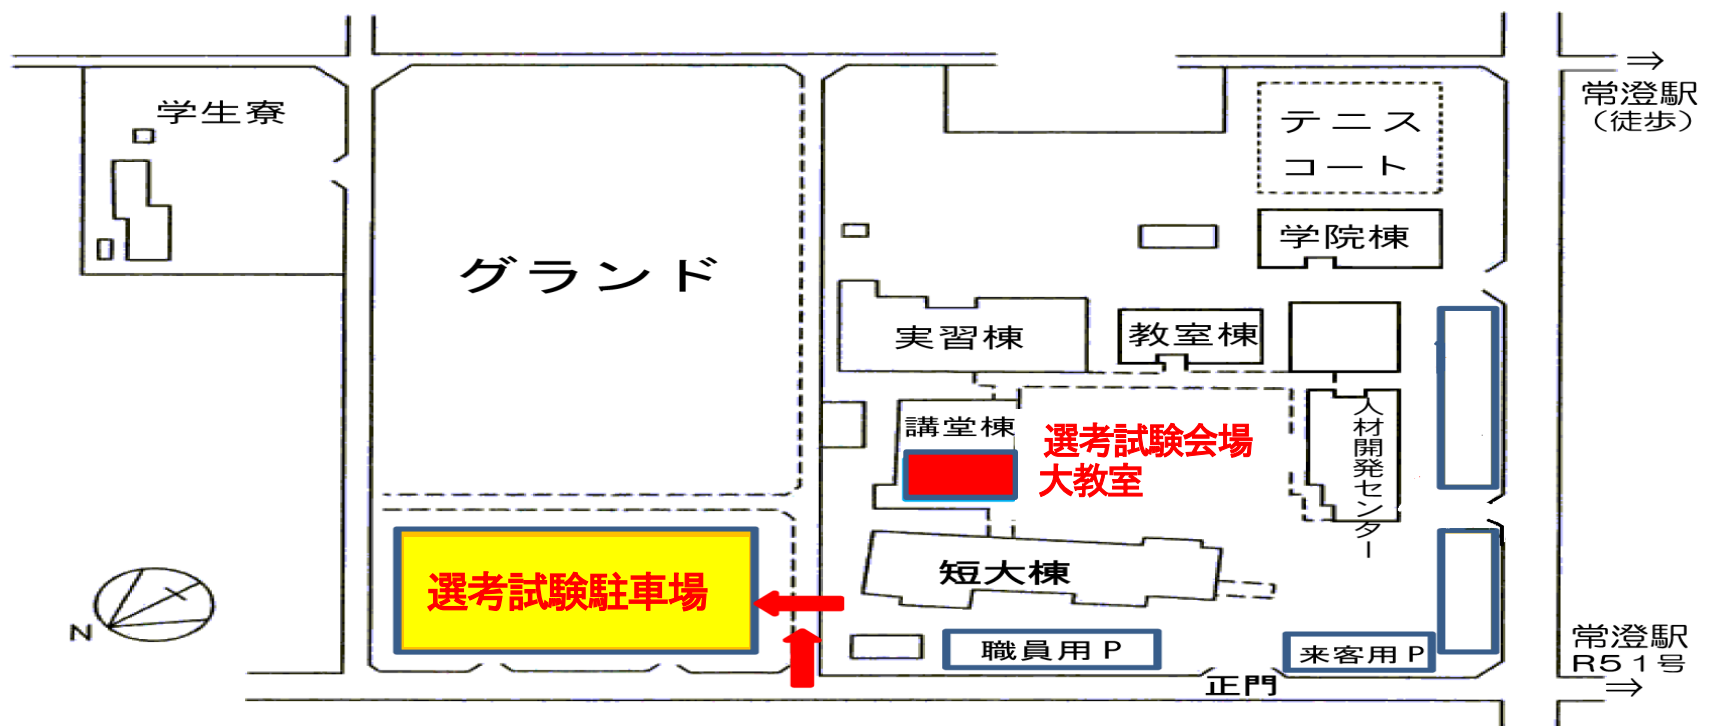 ⇒
常澄駅
（徒歩）
学生寮
テニス
コート
学院棟
グランド
実習棟
教室棟
人材開発センター
講堂棟
選考試験会場
大教室
短大棟
選考試験駐車場
N
職員用P
来客用P
常澄駅
R51号
⇒
正門